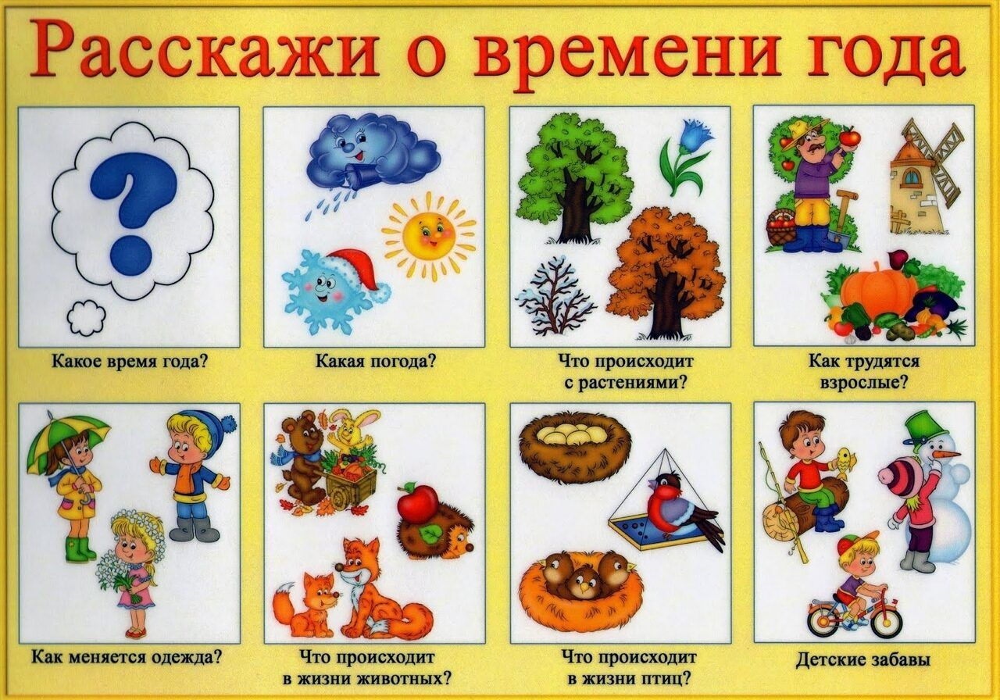 Расскажи о времени года
Какое время года?
Какая погода?
Что происходит
с растениями?
Как трудятся
взрослые?
Как меняется одежда?
Что происходит
в жизни животных?
Что происходит
в жизни птиц?
Детские забавы